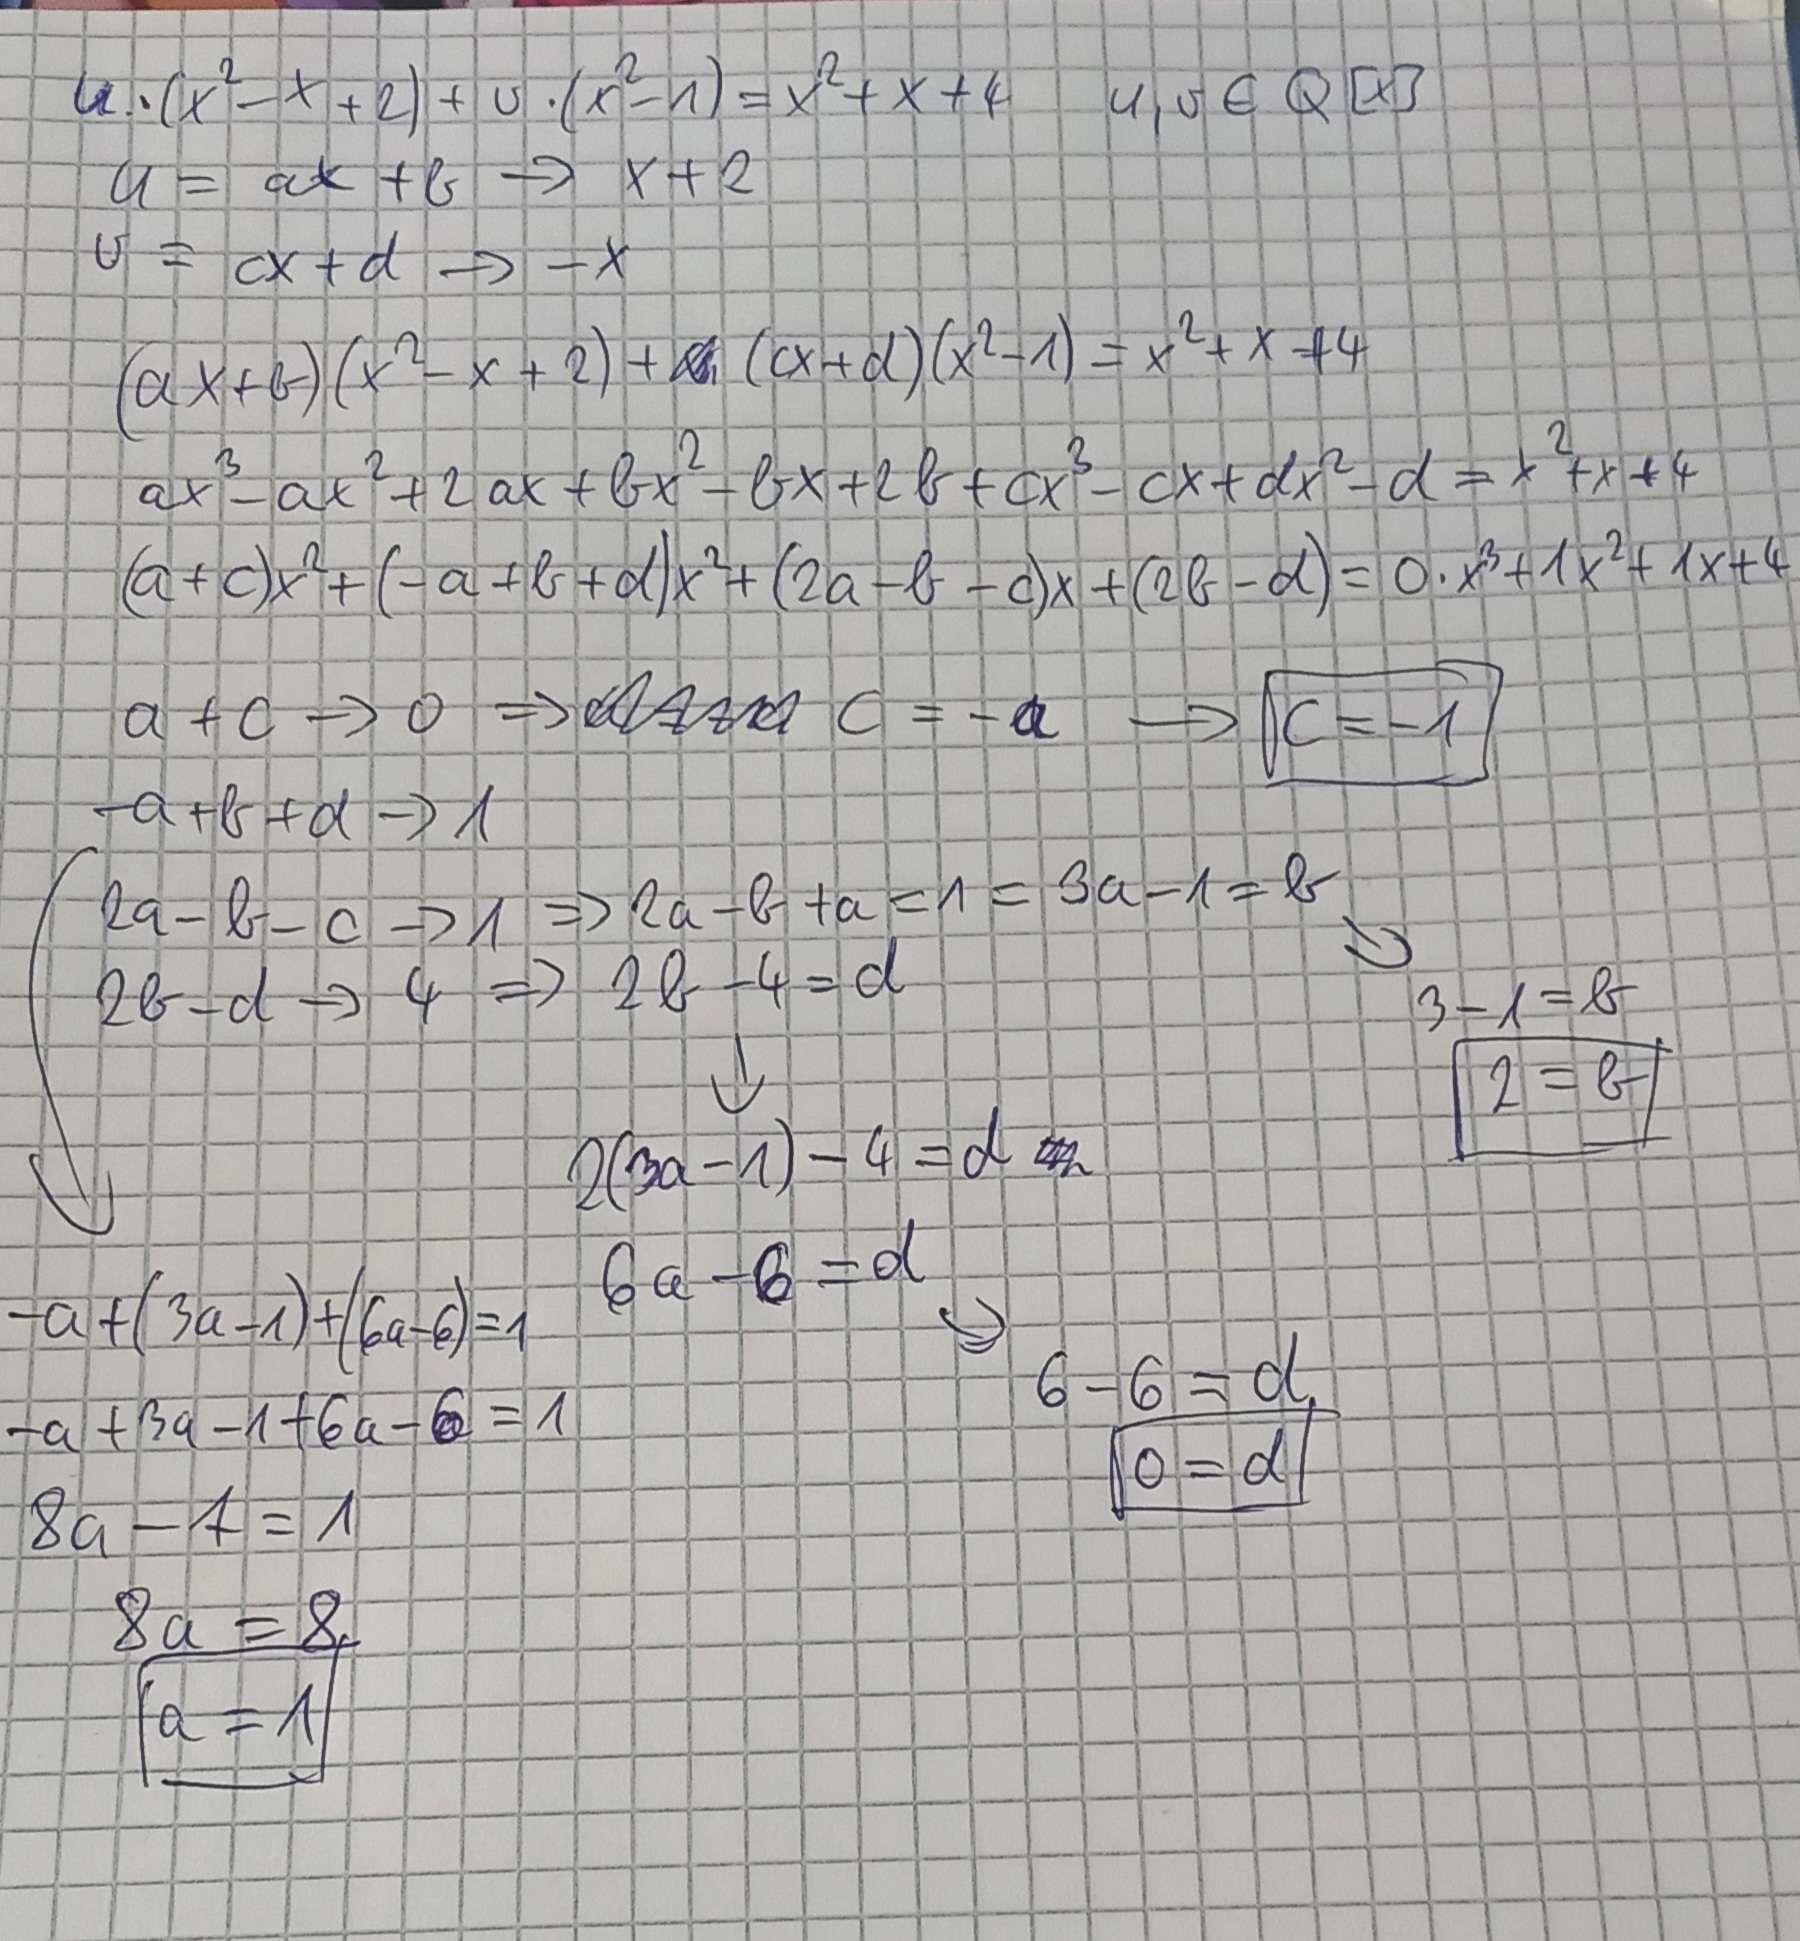 u·(x²-x+2)+v·(x²-1)=x²+x+4 u,v∈Q[x]
u = ax+b → x+2
v = cx+d → -x
(ax+b)(x²-x+2)+(cx+d)(x²-1)=x²+x+4
ax³-ax²+2ax+bx²-bx+2b+cx³-cx+dx²-d=x²+x+4
(a+c)x²+(-a+b+d)x²+(2a-b-c)x+(2b-d)=0·x³+1x²+1x+4
a+c→0 ⇒ c=-a → c=-1
-a+b+d→1
2a-b-c→1 ⇒ 2a-b+a=1=3a-1=b
2b-d→4 ⇒ 2b-4=d
3-1=b
2=b
2(3a-1)-4=d
6a-6=d
-a+(3a-1)+(6a-6)=1
6-6=d
-a+3a-1+6a-6=1
0=d
8a-7=1
8a=8
a=1